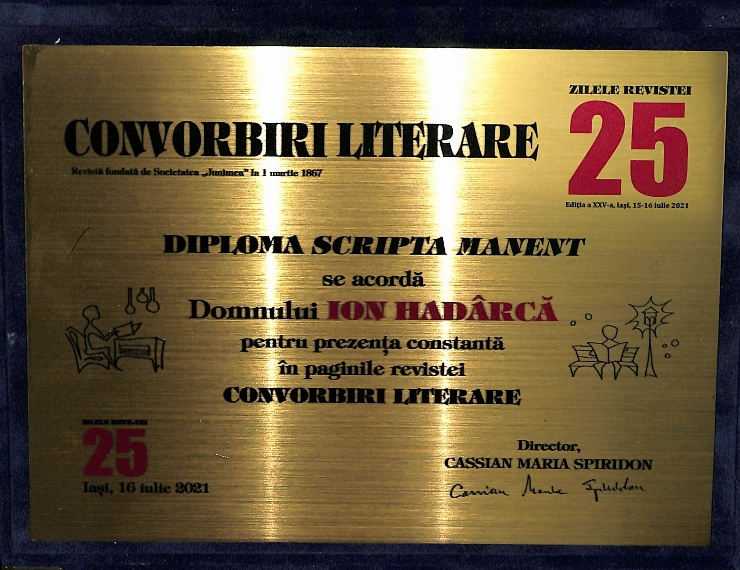 ZILELE REVISTEI
25
CONVORBIRI LITERARE
Revistă fondată de Societatea „Junimea” la 1 martie 1867
Ediția a XXV-a, Iași, 15-16 iulie 2021
DIPLOMA SCRIPTA MANENT
se acordă
Domnului ION HADÂRCĂ
pentru prezența constantă
în paginile revistei
CONVORBIRI LITERARE
ZILELE REVISTEI
25
Iași, 16 iulie 2021
Director,
CASSIAN MARIA SPIRIDON
Cassian Maria Spiridon